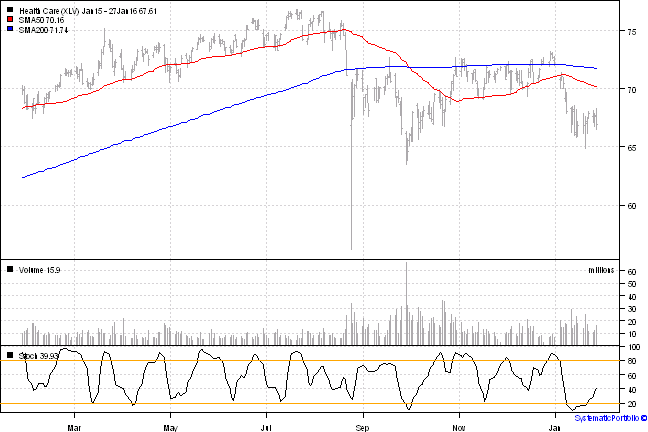 Health Care (XLV) Jan15 - 27Jan16 67.61
SMA50 70.16
SMA200 71.74
75
70
65
60
Volume 15.9
millions
60
50
40
30
20
10
Stoch 39.93
100
80
60
40
20
Mar May Jul Sep Nov Jan
SystematicPortfolio ©